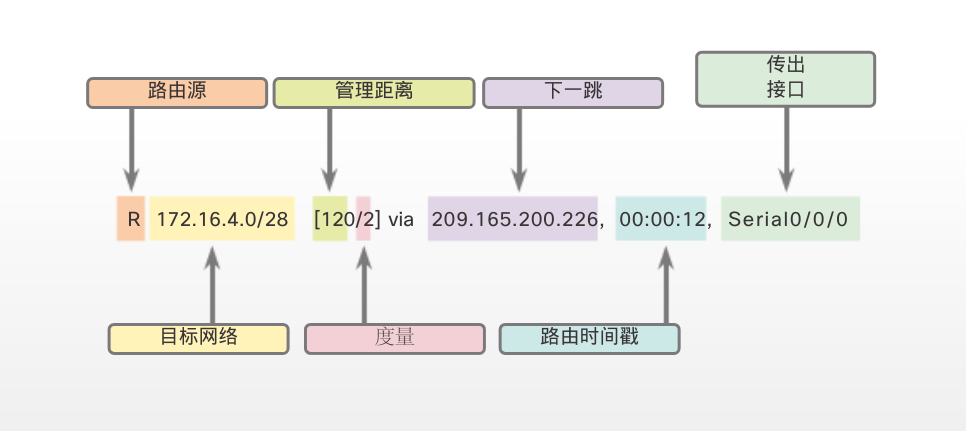 路由源
管理距离
下一跳
传出
接口
R 172.16.4.0/28 [120/2] via 209.165.200.226, 00:00:12, Serial0/0/0
目标网络
度量
路由时间戳